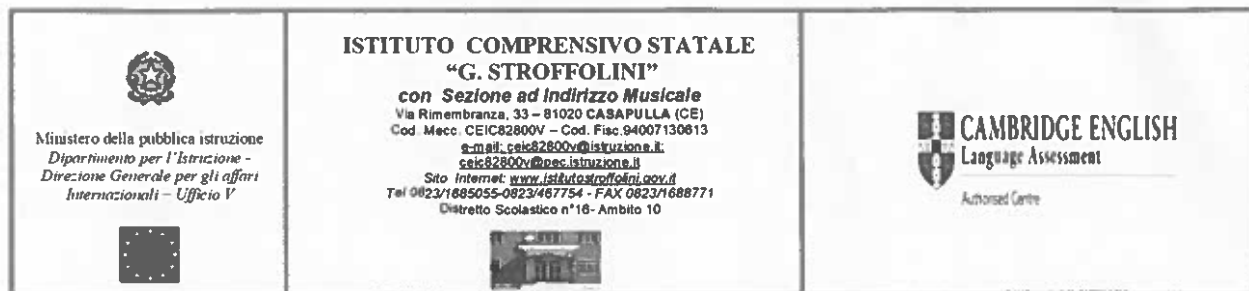 Ministero della pubblica istruzione
Dipartimento per l'Istruzione -
Direzione Generale per gli affari
Internazionali – Ufficio V
ISTITUTO COMPRENSIVO STATALE
“G. STROFFOLINI”
con Sezione ad Indirizzo Musicale
Via Rimembranza, 33 – 81020 CASAPULLA (CE)
Cod. Mecc. CEIC82800V – Cod. Fisc.94007130613
e-mail: ceic82800v@istruzione.it;
ceic82800v@pec.istruzione.it
Sito Internet: www.istitutostroffolini.gov.it
Tel 0823/1685055-0823/467754 - FAX 0823/1688771
Distretto Scolastico n°16- Ambito 10
CAMBRIDGE ENGLISH
Language Assessment
Authorised Centre